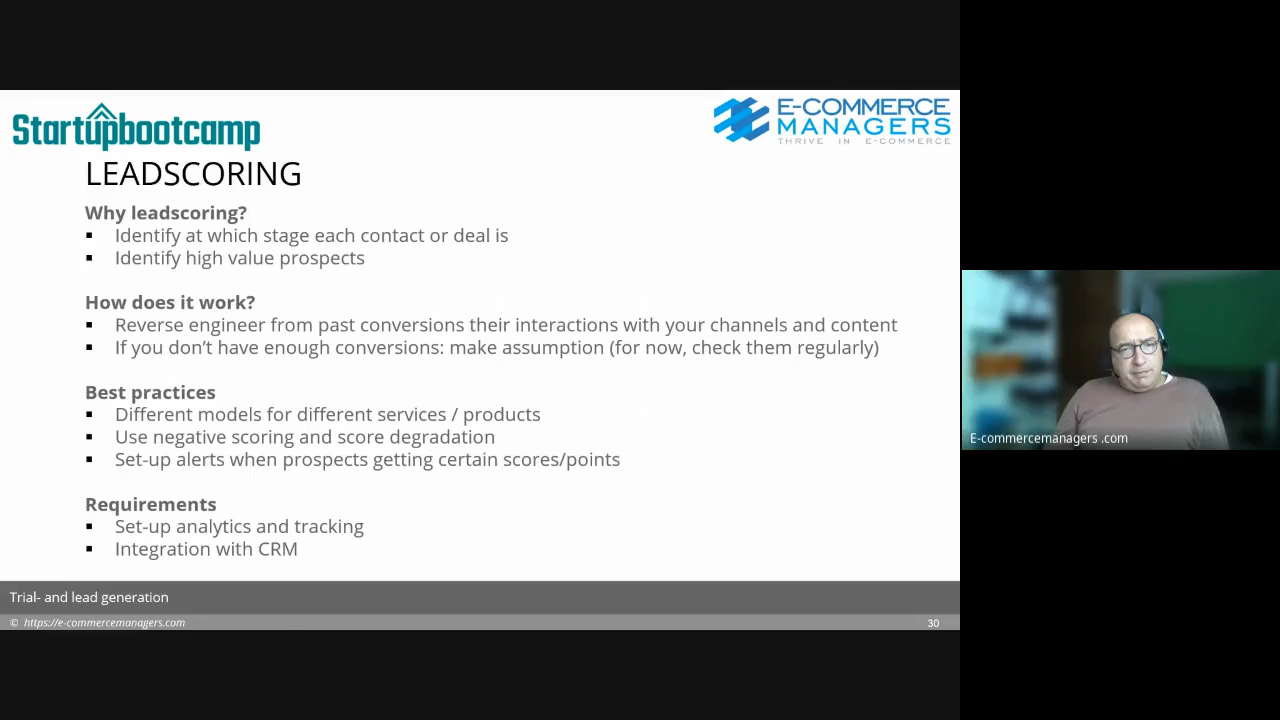 Startupbootcamp
E-COMMERCE
MANAGERS
THRIVE IN E-COMMERCE
LEADSCORING
Why leadscoring?
▪ Identify at which stage each contact or deal is
▪ Identify high value prospects
How does it work?
▪ Reverse engineer from past conversions their interactions with your channels and content
▪ If you don’t have enough conversions: make assumption (for now, check them regularly)
Best practices
▪ Different models for different services / products
▪ Use negative scoring and score degradation
▪ Set-up alerts when prospects getting certain scores/points
Requirements
▪ Set-up analytics and tracking
▪ Integration with CRM
Trial- and lead generation
© https://e-commercemanagers.com
30
E-commercemanagers .com